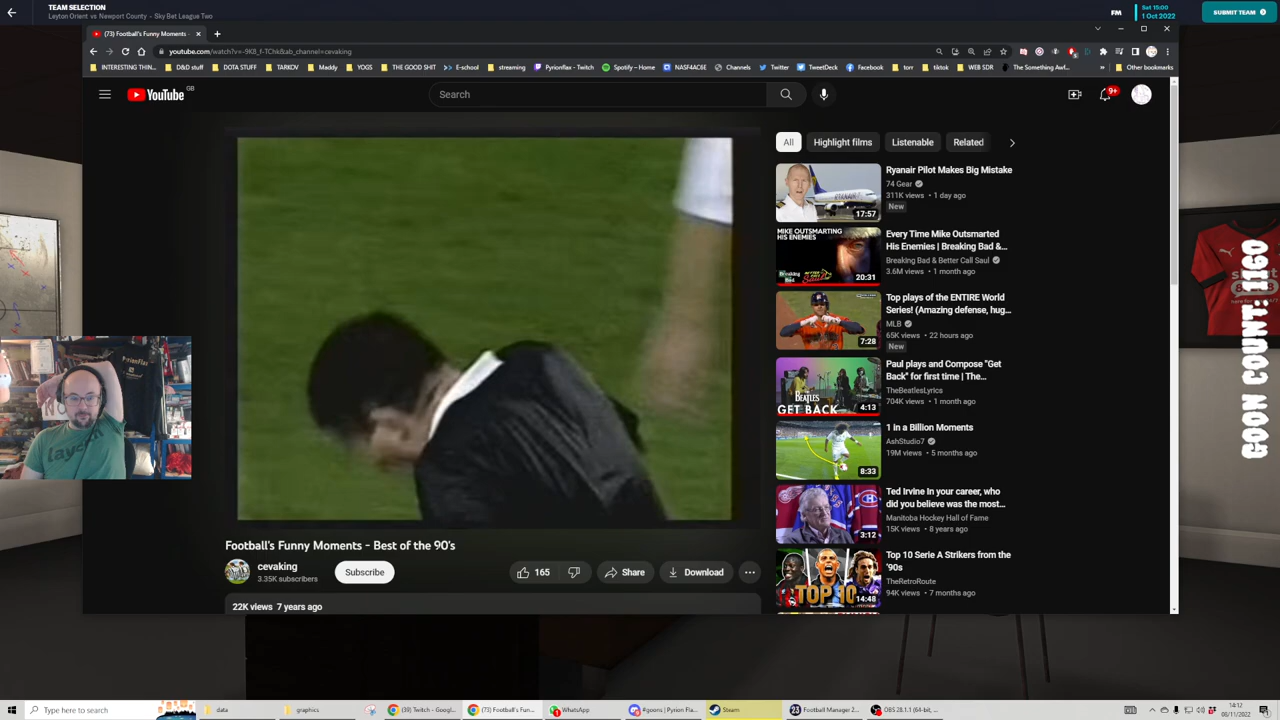 TEAM SELECTION
Leyton Orient vs Newport County - Sky Bet League Two
FM
Sat 15:00
1 Oct 2022
SUBMIT TEAM
(73) Football's Funny Moments -
youtube.com/watch?v=-9K8_f-TChk&ab_channel=cevaking
INTERESTING THIN...
D&D stuff
DOTA STUFF
TARKOV
Maddy
YOGS
THE GOOD SHIT
E-school
streaming
Pyrionflax - Twitch
Spotify – Home
NASF4AC6E
Channels
Twitter
TweetDeck
Facebook
torr
tiktok
WEB SDR
The Something Awf...
Other bookmarks
YouTube
GB
Search
9+
All
Highlight films
Listenable
Related
Ryanair Pilot Makes Big Mistake
74 Gear
311K views • 1 day ago
New
17:57
MIKE OUTSMARTING
HIS ENEMIES
20:31
Every Time Mike Outsmarted
His Enemies | Breaking Bad &...
Breaking Bad & Better Call Saul
3.6M views • 1 month ago
Top plays of the ENTIRE World
Series! (Amazing defense, hug...
MLB
65K views • 22 hours ago
New
7:28
Paul plays and Compose "Get
Back" for first time | The...
TheBeatlesLyrics
704K views • 1 month ago
THE
BEATLES
GET BACK
4:13
1 in a Billion Moments
AshStudio7
19M views • 5 months ago
8:33
Ted Irvine In your career, who
did you believe was the most...
Manitoba Hockey Hall of Fame
15K views • 8 years ago
3:12
Top 10 Serie A Strikers from the
'90s
TheRetroRoute
94K views • 7 months ago
TOP 10
14:48
Football's Funny Moments - Best of the 90's
cevaking
3.35K subscribers
Subscribe
165
Share
Download
22K views 7 years ago
GOON COUNT: 1160
Type here to search
data
graphics
(39) Twitch - Googl...
(73) Football's Fun...
WhatsApp
#goons | Pyrion Fla...
Steam
Football Manager 2...
OBS 28.1.1 (64-bit, ...
14:12
08/11/2022